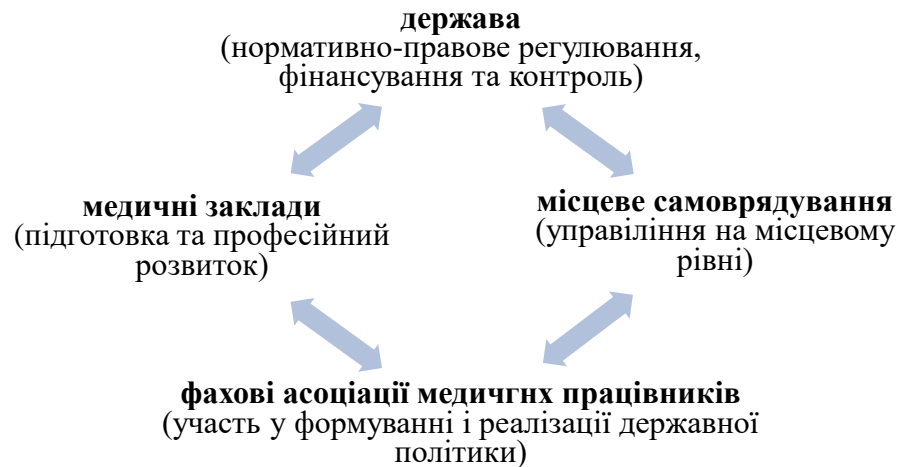 держава
(нормативно-правове регулювання,
фінансування та контроль)
медичні заклади
(підготовка та професійний
розвиток)
місцеве самоврядування
(управіління на місцевому
рівні)
фахові асоціації медичгнх працівників
(участь у формуванні і реалізації державної
політики)